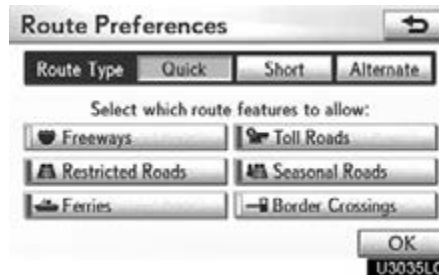 Route Preferences
Route Type Quick Short Alternate
Select which route features to allow:
Freeways Toll Roads
Restricted Roads Seasonal Roads
Ferries Border Crossings
OK
U3035LC